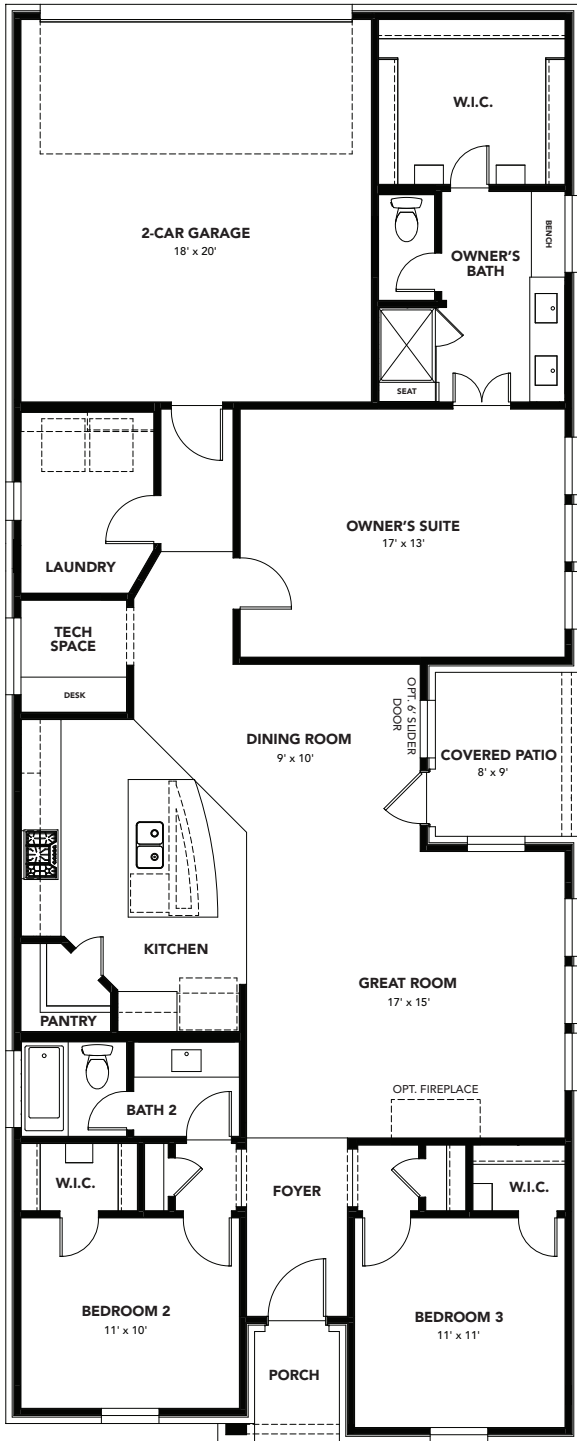 W.I.C.
2-CAR GARAGE
18' x 20'
BENCH
OWNER'S
BATH
SEAT
OWNER'S SUITE
17' x 13'
LAUNDRY
TECH
SPACE
DESK
OPT. 6' SLIDER
DOOR
DINING ROOM
9' x 10'
COVERED PATIO
8' x 9'
KITCHEN
GREAT ROOM
17' x 15'
PANTRY
OPT. FIREPLACE
BATH 2
W.I.C.
FOYER
W.I.C.
BEDROOM 2
11' x 10'
BEDROOM 3
11' x 11'
PORCH